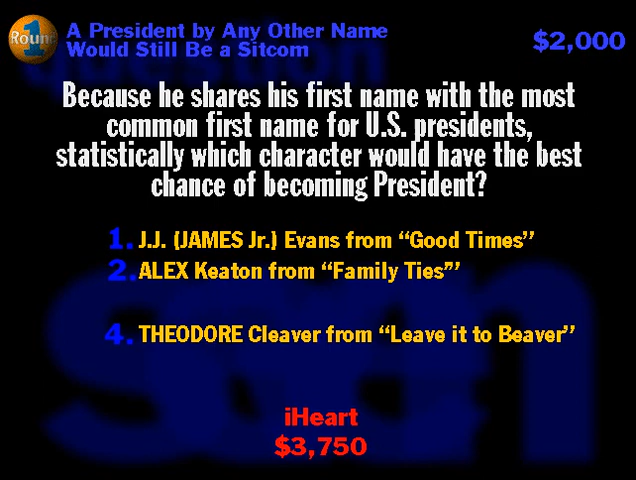 Round 1
A President by Any Other Name
Would Still Be a Sitcom
$2,000
Because he shares his first name with the most
common first name for U.S. presidents,
statistically which character would have the best
chance of becoming President?
1. J.J. (JAMES Jr.) Evans from “Good Times”
2. ALEX Keaton from “Family Ties”’
4. THEODORE Cleaver from “Leave it to Beaver”
iHeart
$3,750